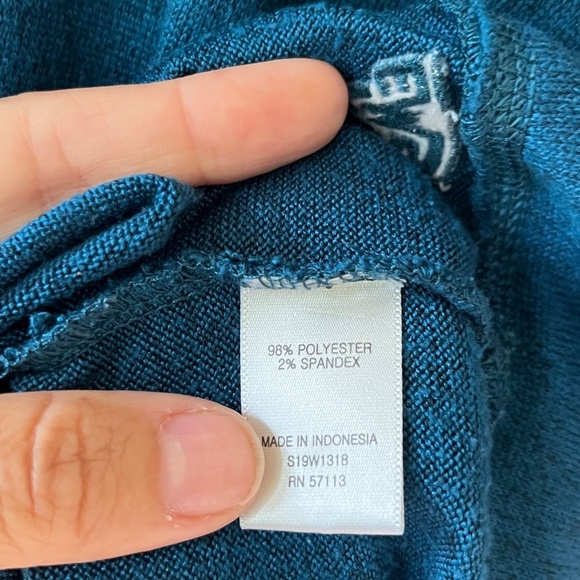 98% POLYESTER
2% SPANDEX
MADE IN INDONESIA
S19W1318
RN 57113